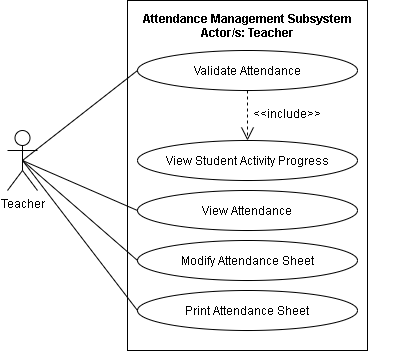 Attendance Management Subsystem
Actor/s: Teacher
Validate Attendance
<<include>>
View Student Activity Progress
Teacher
View Attendance
Modify Attendance Sheet
Print Attendance Sheet